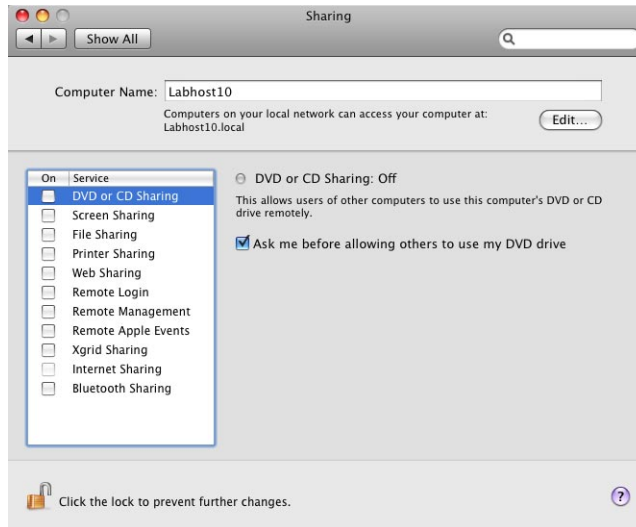 Sharing
Show All
Computer Name: Labhost10
Computers on your local network can access your computer at:
Labhost10.local
Edit...
On Service
DVD or CD Sharing
Screen Sharing
File Sharing
Printer Sharing
Web Sharing
Remote Login
Remote Management
Remote Apple Events
Xgrid Sharing
Internet Sharing
Bluetooth Sharing
DVD or CD Sharing: Off
This allows users of other computers to use this computer's DVD or CD
drive remotely.
Ask me before allowing others to use my DVD drive
Click the lock to prevent further changes.
?